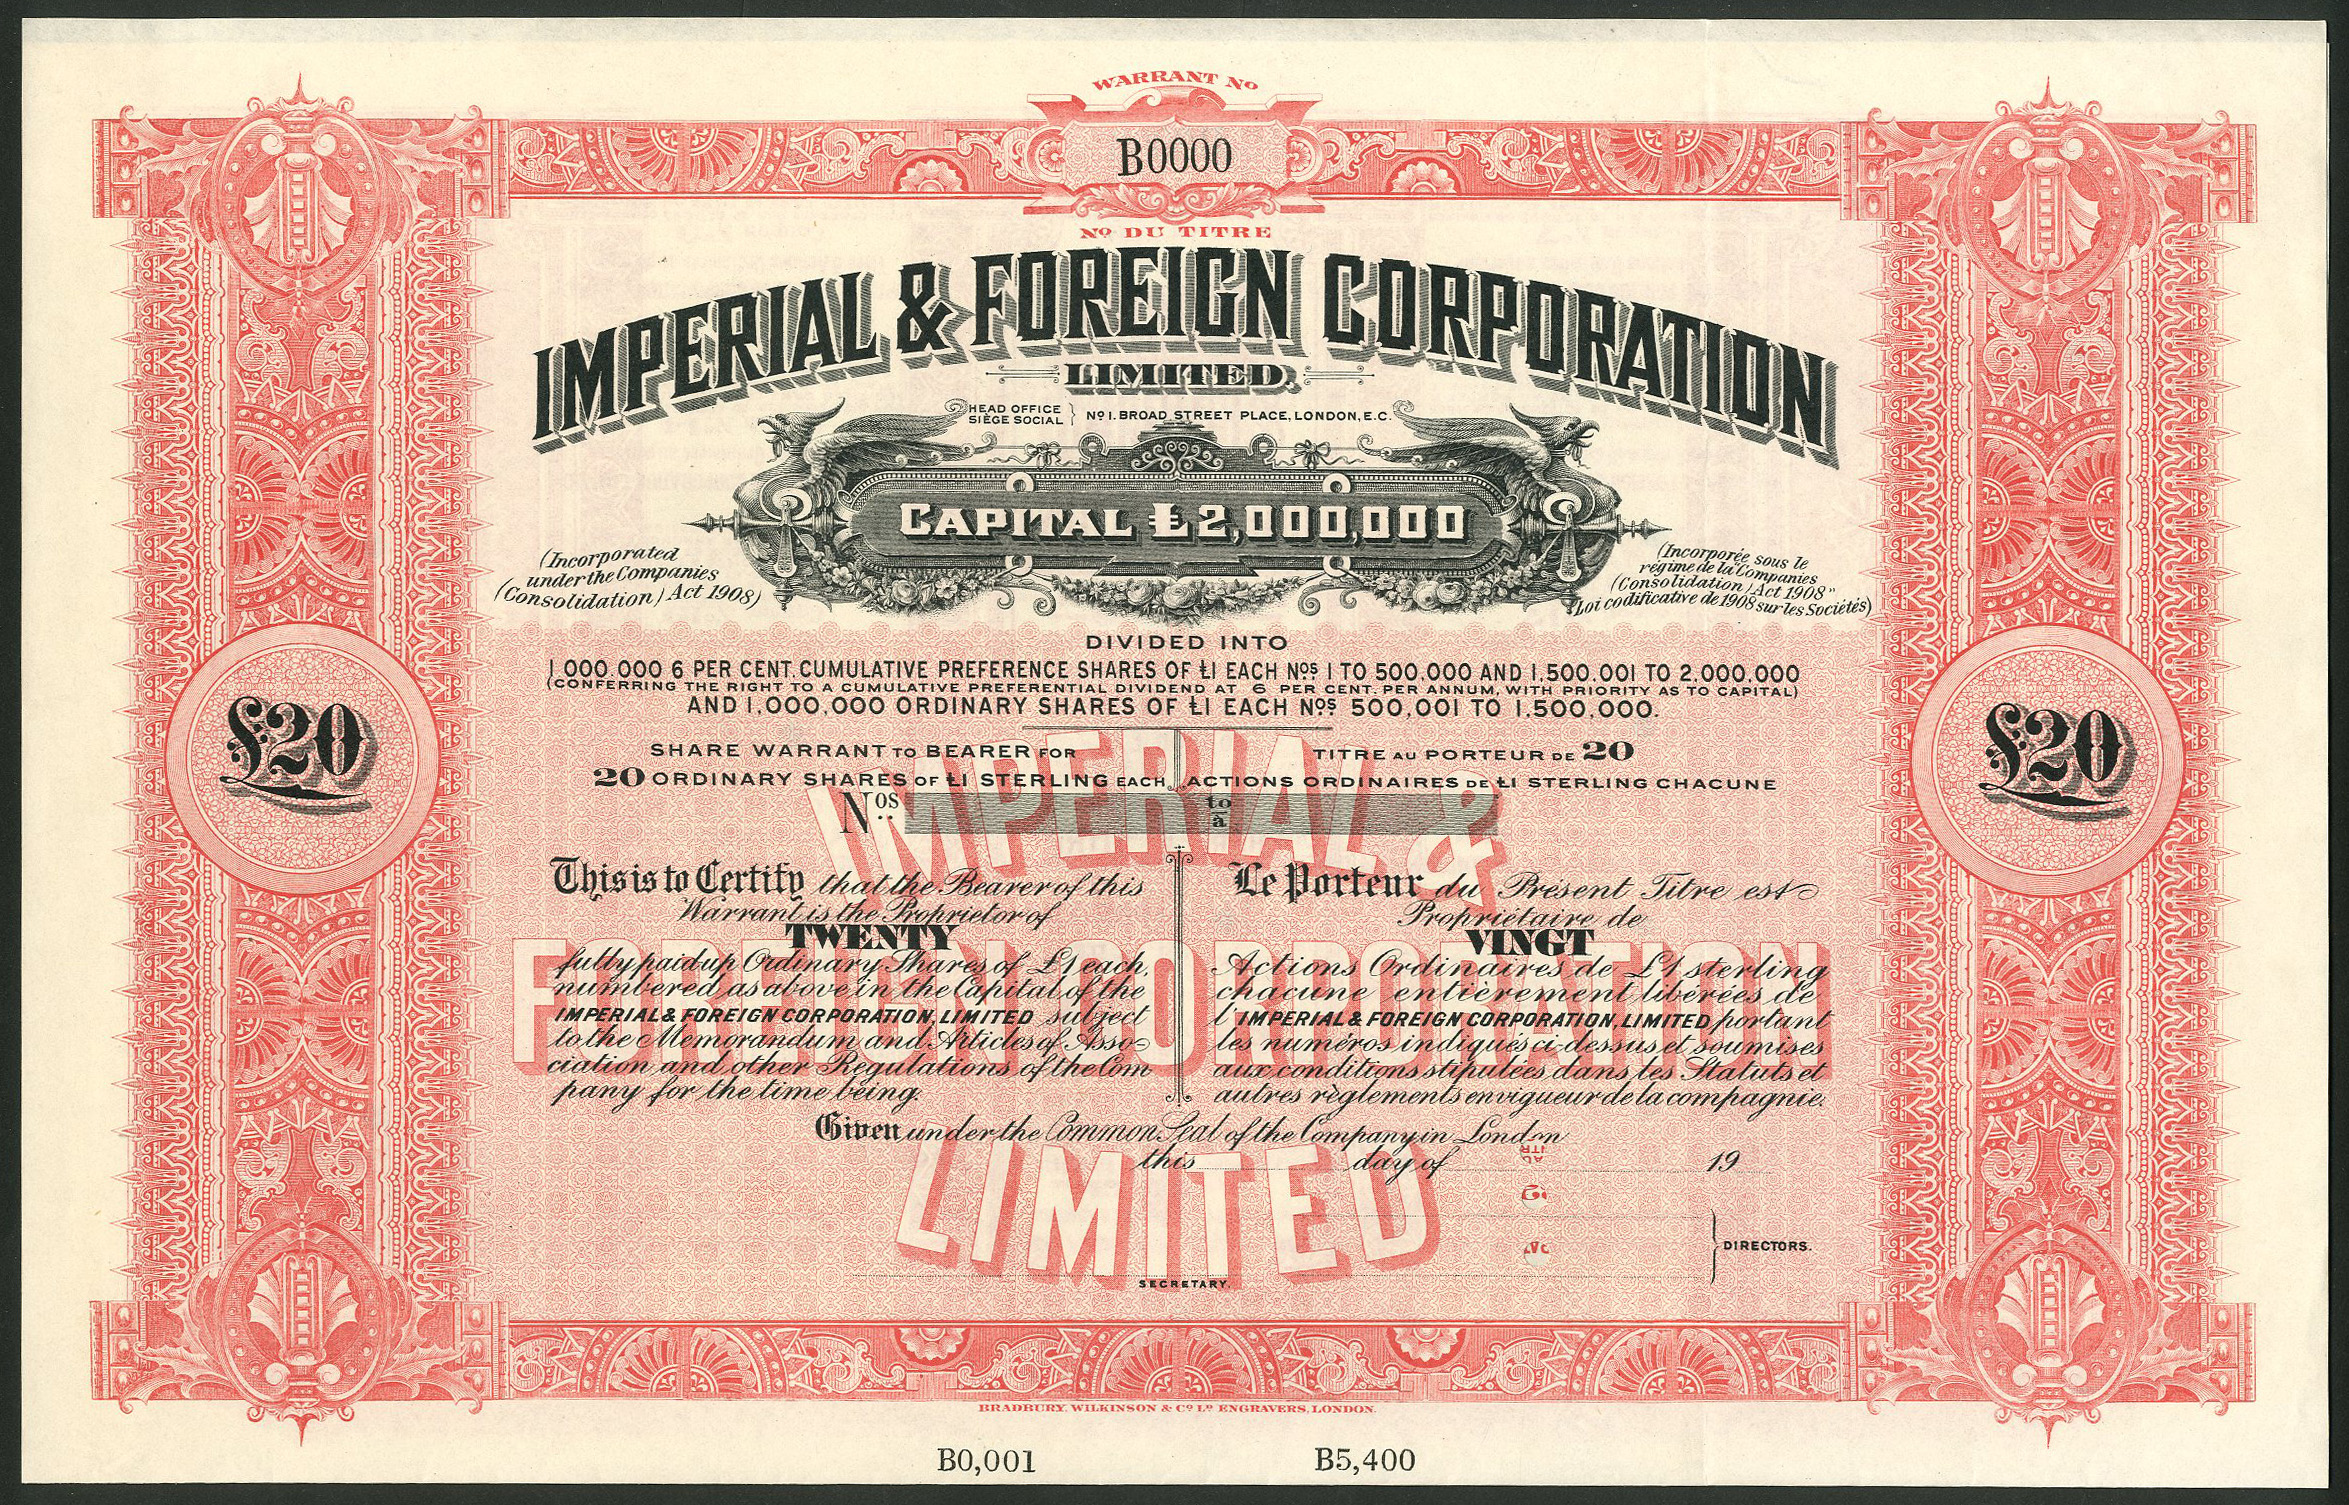 WARRANT No
B0000
No DU TITRE
IMPERIAL & FOREIGN CORPORATION
LIMITED,
HEAD OFFICE
SIÈGE SOCIAL } No 1. BROAD STREET PLACE, LONDON, E.C.
CAPITAL £2,000,000
(Incorporated
under the Companies
(Consolidation) Act 1908)
(Incorporée sous le
régime de la "Companies
(Consolidation) Act 1908"
Loi codificative de 1908 sur les Sociétés)
DIVIDED INTO
1,000.000 6 PER CENT. CUMULATIVE PREFERENCE SHARES OF £1 EACH Nos 1 TO 500,000 AND 1,500,001 TO 2,000,000
(CONFERRING THE RIGHT TO A CUMULATIVE PREFERENTIAL DIVIDEND AT 6 PER CENT. PER ANNUM, WITH PRIORITY AS TO CAPITAL)
AND 1,000,000 ORDINARY SHARES OF £1 EACH Nos 500,001 TO 1,500,000.
£20
£20
SHARE WARRANT TO BEARER FOR
20 ORDINARY SHARES OF £1 STERLING EACH
TITRE AU PORTEUR DE 20
ACTIONS ORDINAIRES DE £1 STERLING CHACUNE
Nos to
à
This is to Certify that the Bearer of this
Warrant is the Proprietor of
TWENTY
fully paid up Ordinary Shares of £1 each,
numbered as above in the Capital of the
IMPERIAL & FOREIGN CORPORATION, LIMITED subject
to the Memorandum and Articles of Asso-
ciation and other Regulations of the Com
pany for the time being.
Le Porteur du Présent Titre est
Propriétaire de
VINGT
Actions Ordinaires de £1 sterling
chacune entièrement libérées de
l'IMPERIAL & FOREIGN CORPORATION, LIMITED portant
les numéros indiqués ci-dessus et soumises
aux conditions stipulées dans les Statuts et
autres règlements en vigueur de la compagnie.
IMPERIAL &
FOREIGN CORPORATION
LIMITED
Given under the Common Seal of the Company in London
this day of 19
DIRECTORS.
SECRETARY.
BRADBURY, WILKINSON & Co Ld ENGRAVERS, LONDON.
B0,001 B5,400